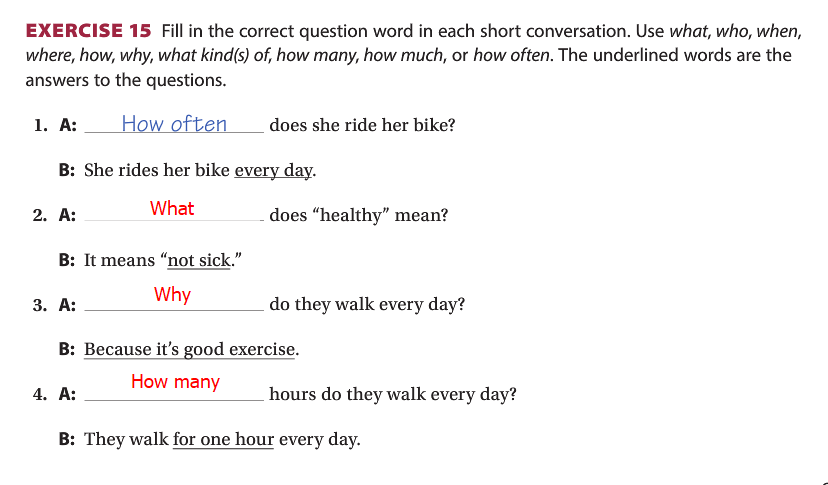 EXERCISE 15 Fill in the correct question word in each short conversation. Use what, who, when,
where, how, why, what kind(s) of, how many, how much, or how often. The underlined words are the
answers to the questions.
1. A: How often does she ride her bike?
B: She rides her bike every day.
2. A: What does “healthy” mean?
B: It means “not sick.”
3. A: Why do they walk every day?
B: Because it’s good exercise.
4. A: How many hours do they walk every day?
B: They walk for one hour every day.